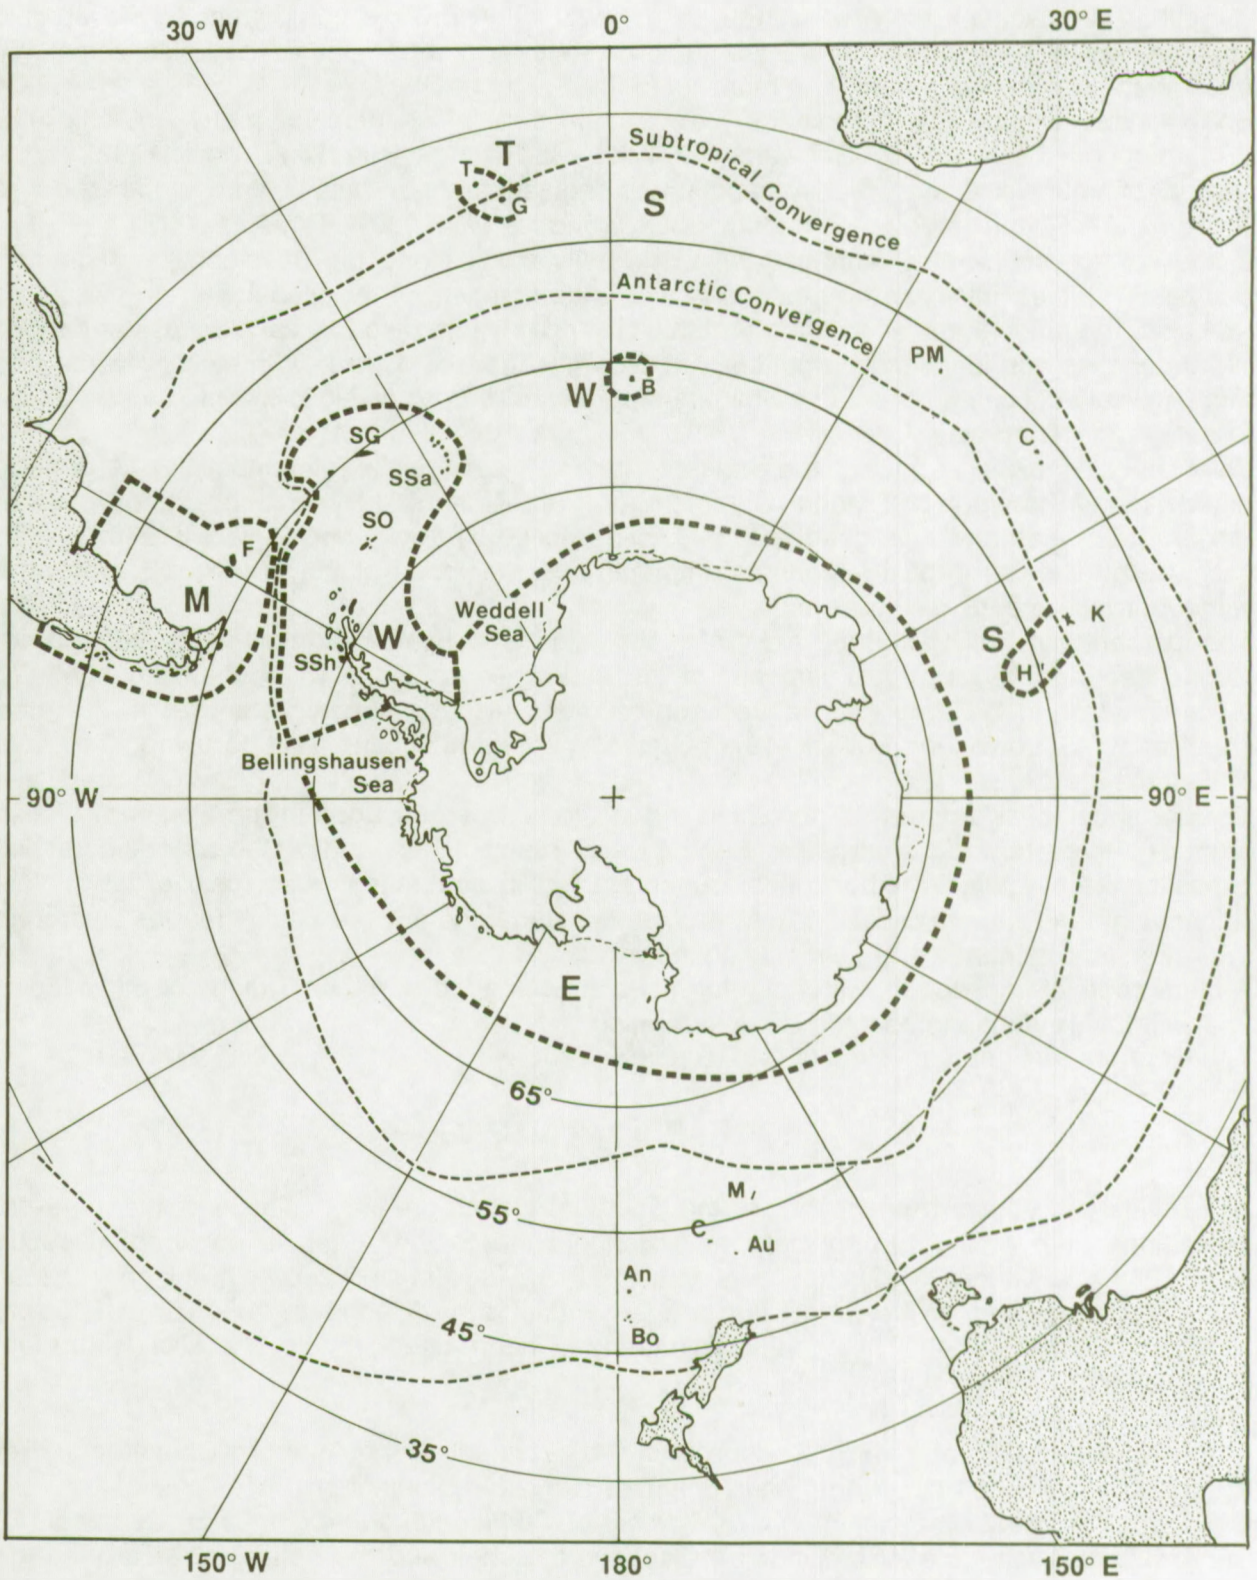 30° W
0°
30° E
Subtropical Convergence
T
T
G
S
Antarctic Convergence
PM
W
B
SG
C
SSa
SO
F
M
Weddell
Sea
W
K
S
SSh
H
Bellingshausen
Sea
90° W
90° E
E
65°
M
55°
C
Au
An
45°
Bo
35°
150° W
180°
150° E